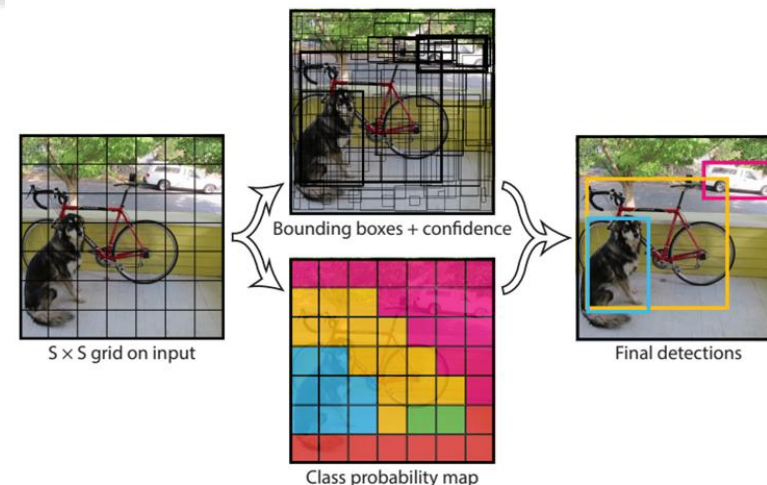 Bounding boxes + confidence
S × S grid on input
Final detections
Class probability map